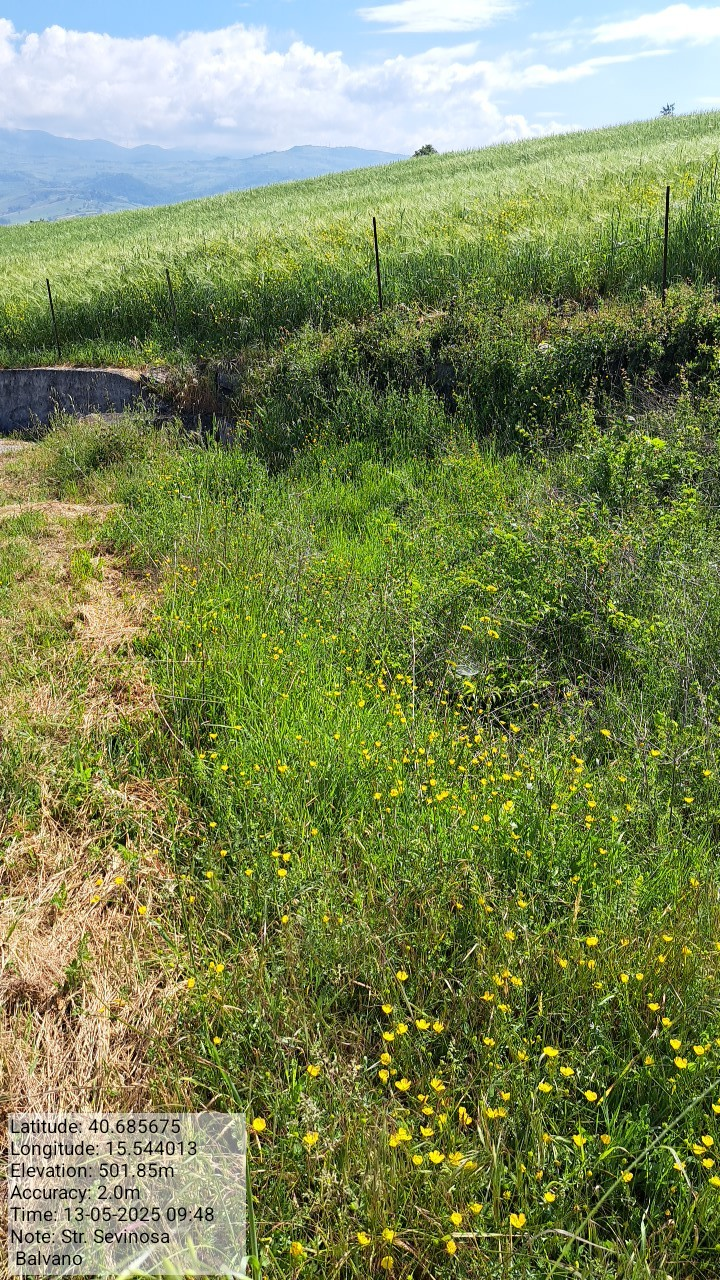 Latitude: 40.685675
Longitude: 15.544013
Elevation: 501.85m
Accuracy: 2.0m
Time: 13-05-2025 09:48
Note: Str. Sevinosa
Balvano